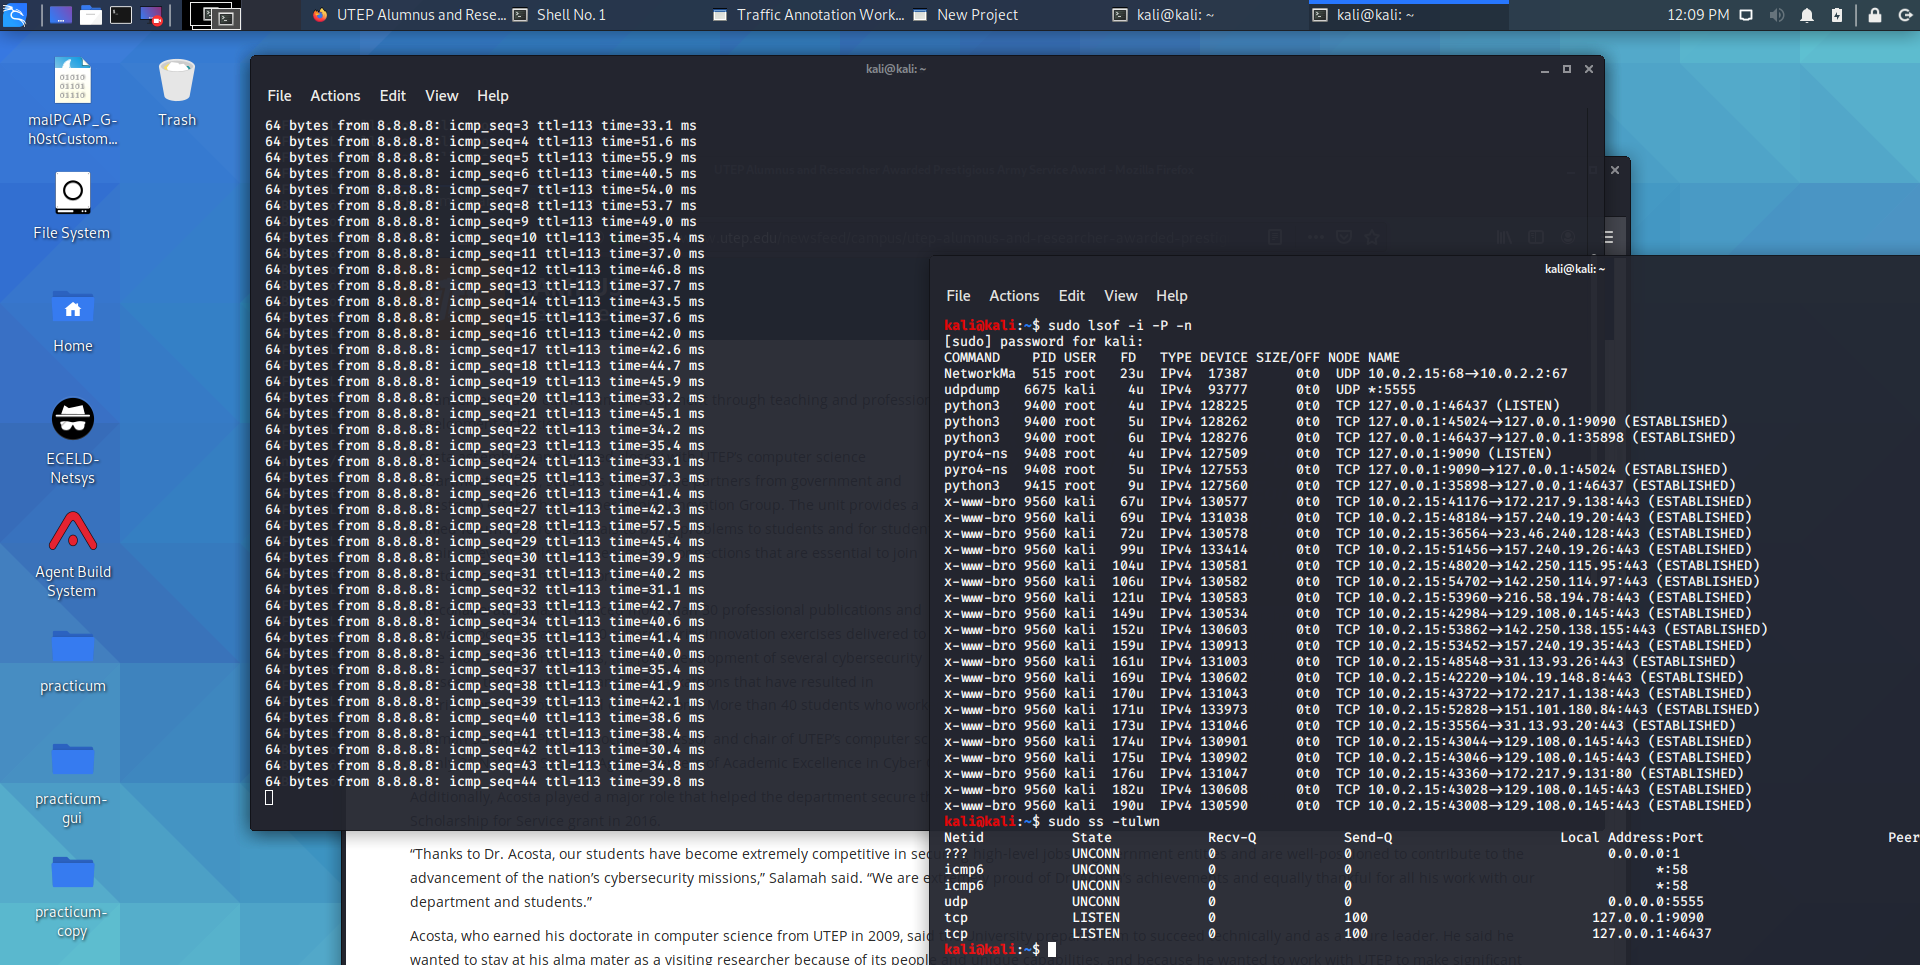 UTEP Alumnus and Rese...
Shell No. 1
Traffic Annotation Work...
New Project
kali@kali: ~
kali@kali: ~
12:09 PM
malPCAP_G-
h0stCustom...
Trash
File System
Home
ECELD-
Netsys
Agent Build
System
practicum
practicum-
gui
practicum-
copy
kali@kali: ~
File Actions Edit View Help
64 bytes from 8.8.8.8: icmp_seq=3 ttl=113 time=33.1 ms
64 bytes from 8.8.8.8: icmp_seq=4 ttl=113 time=51.6 ms
64 bytes from 8.8.8.8: icmp_seq=5 ttl=113 time=55.9 ms
64 bytes from 8.8.8.8: icmp_seq=6 ttl=113 time=40.5 ms
64 bytes from 8.8.8.8: icmp_seq=7 ttl=113 time=54.0 ms
64 bytes from 8.8.8.8: icmp_seq=8 ttl=113 time=53.7 ms
64 bytes from 8.8.8.8: icmp_seq=9 ttl=113 time=49.0 ms
64 bytes from 8.8.8.8: icmp_seq=10 ttl=113 time=35.4 ms
64 bytes from 8.8.8.8: icmp_seq=11 ttl=113 time=37.0 ms
64 bytes from 8.8.8.8: icmp_seq=12 ttl=113 time=46.8 ms
64 bytes from 8.8.8.8: icmp_seq=13 ttl=113 time=37.7 ms
64 bytes from 8.8.8.8: icmp_seq=14 ttl=113 time=43.5 ms
64 bytes from 8.8.8.8: icmp_seq=15 ttl=113 time=37.6 ms
64 bytes from 8.8.8.8: icmp_seq=16 ttl=113 time=42.0 ms
64 bytes from 8.8.8.8: icmp_seq=17 ttl=113 time=42.6 ms
64 bytes from 8.8.8.8: icmp_seq=18 ttl=113 time=44.7 ms
64 bytes from 8.8.8.8: icmp_seq=19 ttl=113 time=45.9 ms
64 bytes from 8.8.8.8: icmp_seq=20 ttl=113 time=33.2 ms
64 bytes from 8.8.8.8: icmp_seq=21 ttl=113 time=45.1 ms
64 bytes from 8.8.8.8: icmp_seq=22 ttl=113 time=34.2 ms
64 bytes from 8.8.8.8: icmp_seq=23 ttl=113 time=35.4 ms
64 bytes from 8.8.8.8: icmp_seq=24 ttl=113 time=33.1 ms
64 bytes from 8.8.8.8: icmp_seq=25 ttl=113 time=37.3 ms
64 bytes from 8.8.8.8: icmp_seq=26 ttl=113 time=41.4 ms
64 bytes from 8.8.8.8: icmp_seq=27 ttl=113 time=42.3 ms
64 bytes from 8.8.8.8: icmp_seq=28 ttl=113 time=57.5 ms
64 bytes from 8.8.8.8: icmp_seq=29 ttl=113 time=45.4 ms
64 bytes from 8.8.8.8: icmp_seq=30 ttl=113 time=39.9 ms
64 bytes from 8.8.8.8: icmp_seq=31 ttl=113 time=40.2 ms
64 bytes from 8.8.8.8: icmp_seq=32 ttl=113 time=31.1 ms
64 bytes from 8.8.8.8: icmp_seq=33 ttl=113 time=42.7 ms
64 bytes from 8.8.8.8: icmp_seq=34 ttl=113 time=40.6 ms
64 bytes from 8.8.8.8: icmp_seq=35 ttl=113 time=41.4 ms
64 bytes from 8.8.8.8: icmp_seq=36 ttl=113 time=40.0 ms
64 bytes from 8.8.8.8: icmp_seq=37 ttl=113 time=35.4 ms
64 bytes from 8.8.8.8: icmp_seq=38 ttl=113 time=41.9 ms
64 bytes from 8.8.8.8: icmp_seq=39 ttl=113 time=42.1 ms
64 bytes from 8.8.8.8: icmp_seq=40 ttl=113 time=38.6 ms
64 bytes from 8.8.8.8: icmp_seq=41 ttl=113 time=38.4 ms
64 bytes from 8.8.8.8: icmp_seq=42 ttl=113 time=30.4 ms
64 bytes from 8.8.8.8: icmp_seq=43 ttl=113 time=34.8 ms
64 bytes from 8.8.8.8: icmp_seq=44 ttl=113 time=39.8 ms
kali@kali: ~
File Actions Edit View Help
kali@kali:~$ sudo lsof -i -P -n
[sudo] password for kali:
COMMAND PID USER FD TYPE DEVICE SIZE/OFF NODE NAME
NetworkMa 515 root 23u IPv4 17387 0t0 UDP 10.0.2.15:68→10.0.2.2:67
udpdump 6675 kali 4u IPv4 93777 0t0 UDP *:5555
python3 9400 root 4u IPv4 128225 0t0 TCP 127.0.0.1:46437 (LISTEN)
python3 9400 root 5u IPv4 128262 0t0 TCP 127.0.0.1:45024→127.0.0.1:9090 (ESTABLISHED)
python3 9400 root 6u IPv4 128276 0t0 TCP 127.0.0.1:46437→127.0.0.1:35898 (ESTABLISHED)
pyro4-ns 9408 root 4u IPv4 127509 0t0 TCP 127.0.0.1:9090 (LISTEN)
pyro4-ns 9408 root 5u IPv4 127553 0t0 TCP 127.0.0.1:9090→127.0.0.1:45024 (ESTABLISHED)
python3 9415 root 9u IPv4 127560 0t0 TCP 127.0.0.1:35898→127.0.0.1:46437 (ESTABLISHED)
x-www-bro 9560 kali 67u IPv4 130577 0t0 TCP 10.0.2.15:41176→172.217.9.138:443 (ESTABLISHED)
x-www-bro 9560 kali 69u IPv4 131038 0t0 TCP 10.0.2.15:48184→157.240.19.20:443 (ESTABLISHED)
x-www-bro 9560 kali 72u IPv4 130578 0t0 TCP 10.0.2.15:36564→23.46.240.128:443 (ESTABLISHED)
x-www-bro 9560 kali 99u IPv4 133414 0t0 TCP 10.0.2.15:51456→157.240.19.26:443 (ESTABLISHED)
x-www-bro 9560 kali 104u IPv4 130581 0t0 TCP 10.0.2.15:48020→142.250.115.95:443 (ESTABLISHED)
x-www-bro 9560 kali 106u IPv4 130582 0t0 TCP 10.0.2.15:54702→142.250.114.97:443 (ESTABLISHED)
x-www-bro 9560 kali 121u IPv4 130583 0t0 TCP 10.0.2.15:53960→216.58.194.78:443 (ESTABLISHED)
x-www-bro 9560 kali 149u IPv4 130534 0t0 TCP 10.0.2.15:42984→129.108.0.145:443 (ESTABLISHED)
x-www-bro 9560 kali 152u IPv4 130603 0t0 TCP 10.0.2.15:53862→142.250.138.155:443 (ESTABLISHED)
x-www-bro 9560 kali 159u IPv4 130913 0t0 TCP 10.0.2.15:53452→157.240.19.35:443 (ESTABLISHED)
x-www-bro 9560 kali 161u IPv4 131003 0t0 TCP 10.0.2.15:48548→31.13.93.26:443 (ESTABLISHED)
x-www-bro 9560 kali 169u IPv4 130602 0t0 TCP 10.0.2.15:42220→104.19.148.8:443 (ESTABLISHED)
x-www-bro 9560 kali 170u IPv4 131043 0t0 TCP 10.0.2.15:43722→172.217.1.138:443 (ESTABLISHED)
x-www-bro 9560 kali 171u IPv4 133973 0t0 TCP 10.0.2.15:52828→151.101.180.84:443 (ESTABLISHED)
x-www-bro 9560 kali 173u IPv4 131046 0t0 TCP 10.0.2.15:35564→31.13.93.20:443 (ESTABLISHED)
x-www-bro 9560 kali 174u IPv4 130901 0t0 TCP 10.0.2.15:43044→129.108.0.145:443 (ESTABLISHED)
x-www-bro 9560 kali 175u IPv4 130902 0t0 TCP 10.0.2.15:43046→129.108.0.145:443 (ESTABLISHED)
x-www-bro 9560 kali 176u IPv4 131047 0t0 TCP 10.0.2.15:43360→172.217.9.131:80 (ESTABLISHED)
x-www-bro 9560 kali 182u IPv4 130608 0t0 TCP 10.0.2.15:43028→129.108.0.145:443 (ESTABLISHED)
x-www-bro 9560 kali 190u IPv4 130590 0t0 TCP 10.0.2.15:43008→129.108.0.145:443 (ESTABLISHED)
kali@kali:~$ sudo ss -tulwn
Netid State Recv-Q Send-Q Local Address:Port Peer
??? UNCONN 0 0 0.0.0.0:1
icmp6 UNCONN 0 0 *:58
icmp6 UNCONN 0 0 *:58
udp UNCONN 0 0 0.0.0.0:5555
tcp LISTEN 0 100 127.0.0.1:9090
tcp LISTEN 0 100 127.0.0.1:46437
kali@kali:~$
Additionally, Acosta played a major role that helped the department secure
Scholarship for Service grant in 2016.
“Thanks to Dr. Acosta, our students have become extremely competitive in
advancement of the nation’s cybersecurity missions,” Salamah said. “We are
department and students.”
Acosta, who earned his doctorate in computer science from UTEP in 2009, said
wanted to stay at his alma mater as a visiting researcher because of its people